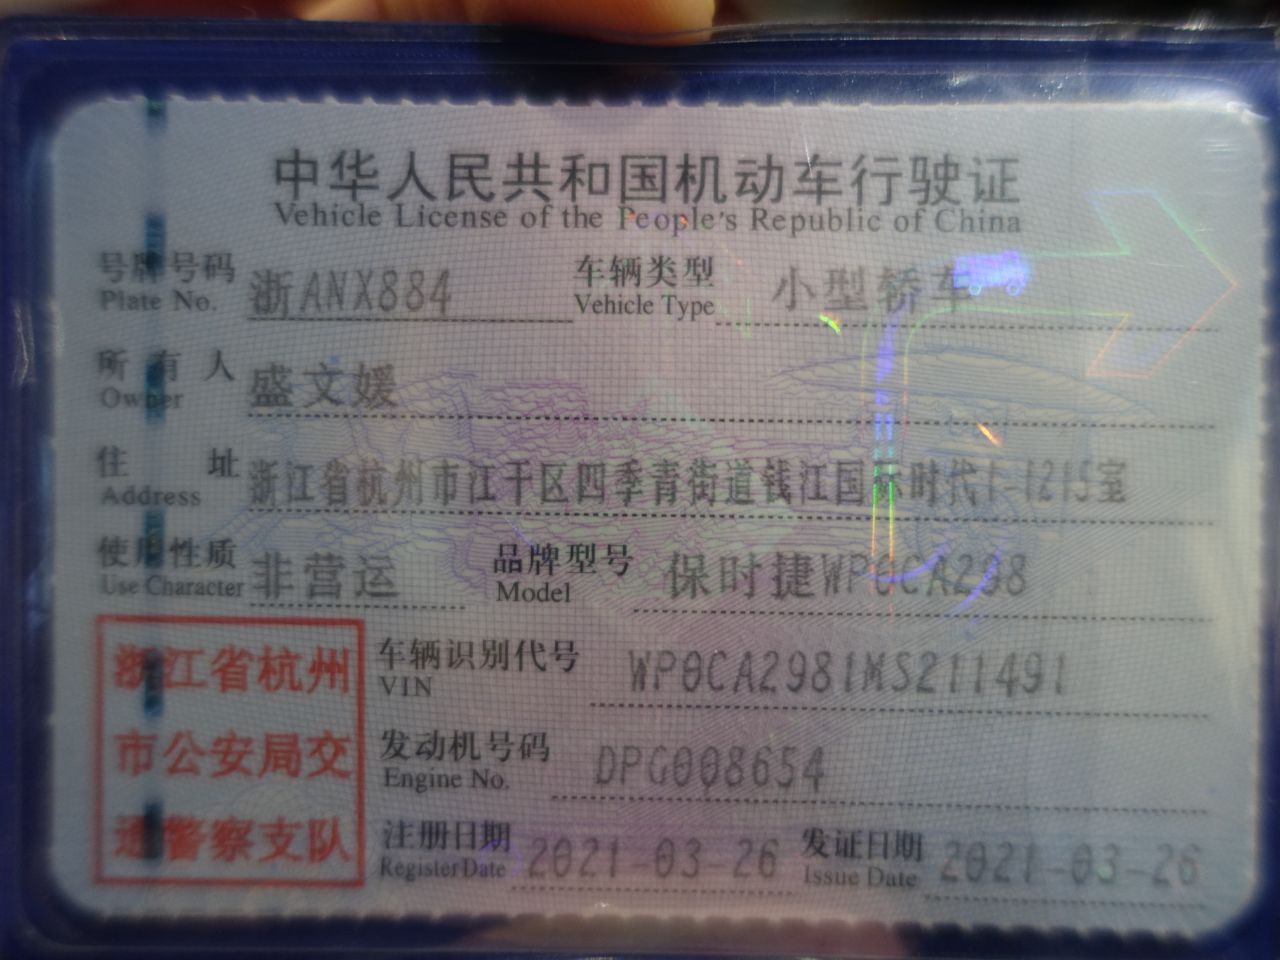 中华人民共和国机动车行驶证
Vehicle License of the People's Republic of China
号牌号码 浙ANX884 车辆类型 小型轿车
Plate No. Vehicle Type
所有人 盛文媛
Owner
住址 浙江省杭州市江干区四季青街道钱江国际时代1-1215室
Address
使用性质 非营运 品牌型号 保时捷WP0CA298
Use Character Model
浙江省杭州
市公安局交
通警察支队
车辆识别代号 WP0CA2981MS211491
VIN
发动机号码 DPG008654
Engine No.
注册日期 2021-03-26 发证日期 2021-03-26
Register Date Issue Date